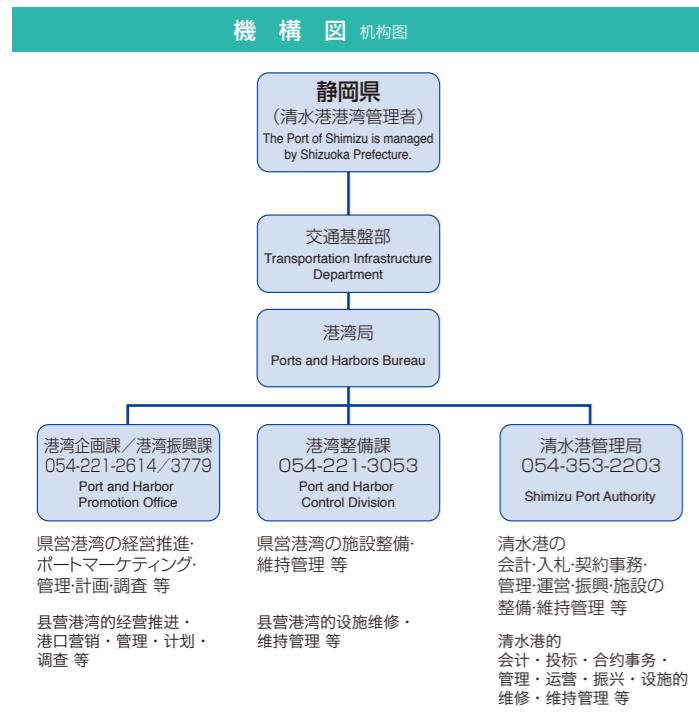 機 構 図 机构图
静岡県
（清水港港湾管理者）
The Port of Shimizu is managed
by Shizuoka Prefecture.
交通基盤部
Transportation Infrastructure
Department
港湾局
Ports and Harbors Bureau
港湾企画課／港湾振興課
054-221-2614／3779
Port and Harbor
Promotion Office
港湾整備課
054-221-3053
Port and Harbor
Control Division
清水港管理局
054-353-2203
Shimizu Port Authority
県営港湾の経営推進・
ポートマーケティング・
管理・計画・調査 等
县营港湾的经营推进・
港口营销・管理・计划・
调查 等
県営港湾の施設整備・
維持管理 等
县营港湾的设施维修・
维持管理 等
清水港の
会計・入札・契約事務・
管理・運営・振興・施設の
整備・維持管理 等
清水港的
会计・投标・合约事务・
管理・运营・振兴・设施的
维修・维持管理 等